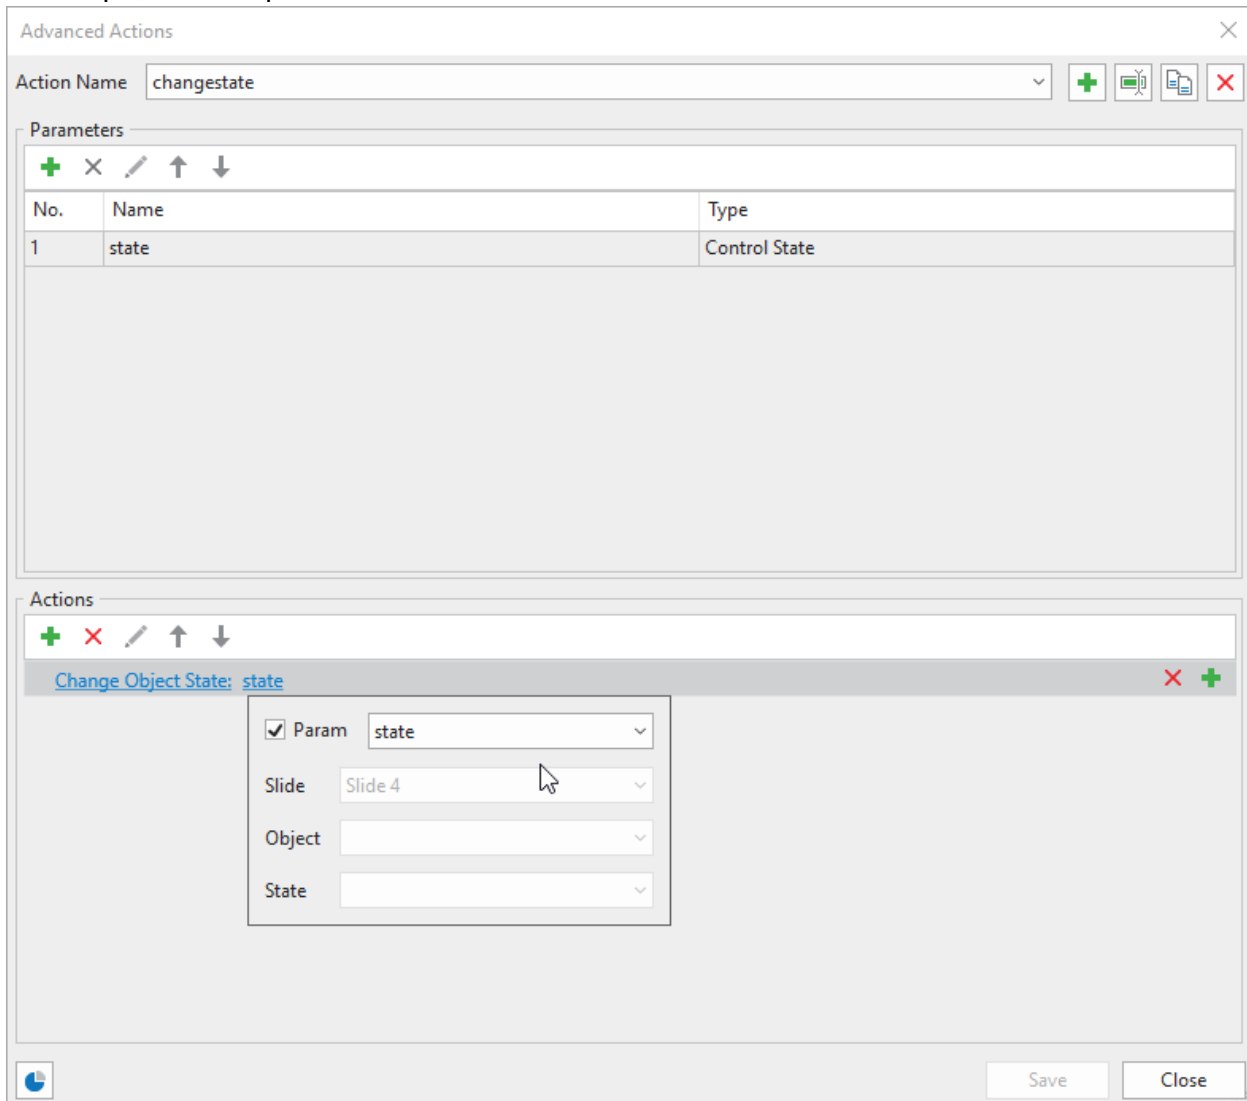 Advanced Actions
Action Name changestate
Parameters
No. Name Type
1 state Control State
Actions
Change Object State: state
Param state
Slide Slide 4
Object
State
Save Close